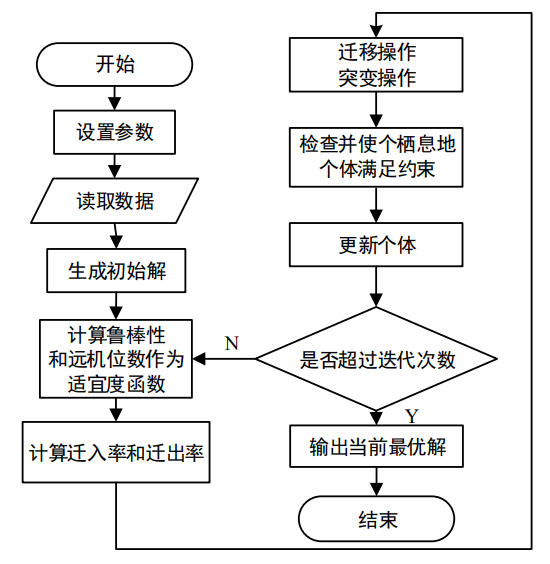 开始
设置参数
读取数据
生成初始解
计算鲁棒性
和远机位数作为
适宜度函数
计算迁入率和迁出率
迁移操作
突变操作
检查并使个栖息地
个体满足约束
更新个体
是否超过迭代次数
N
Y
输出当前最优解
结束